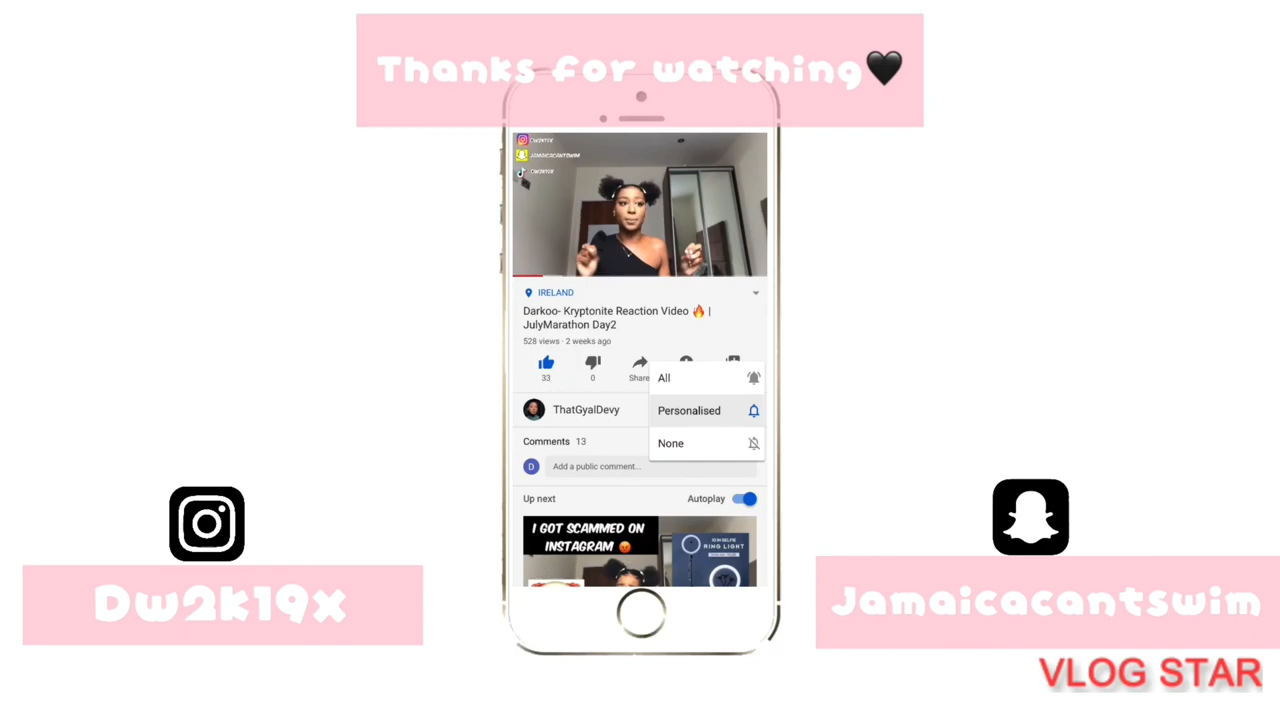 Thanks for watching🖤
JAMAICACANTSWIM
IRELAND
Darkoo- Kryptonite Reaction Video 🔥 |
JulyMarathon Day2
528 views · 2 weeks ago
33
0
Share
All
Personalised
None
ThatGyalDevy
Comments 13
D
Add a public comment...
Up next
Autoplay
I GOT SCAMMED ON
INSTAGRAM 😡
RING LIGHT
Dw2k19x
Jamaicacantswim
VLOG STAR